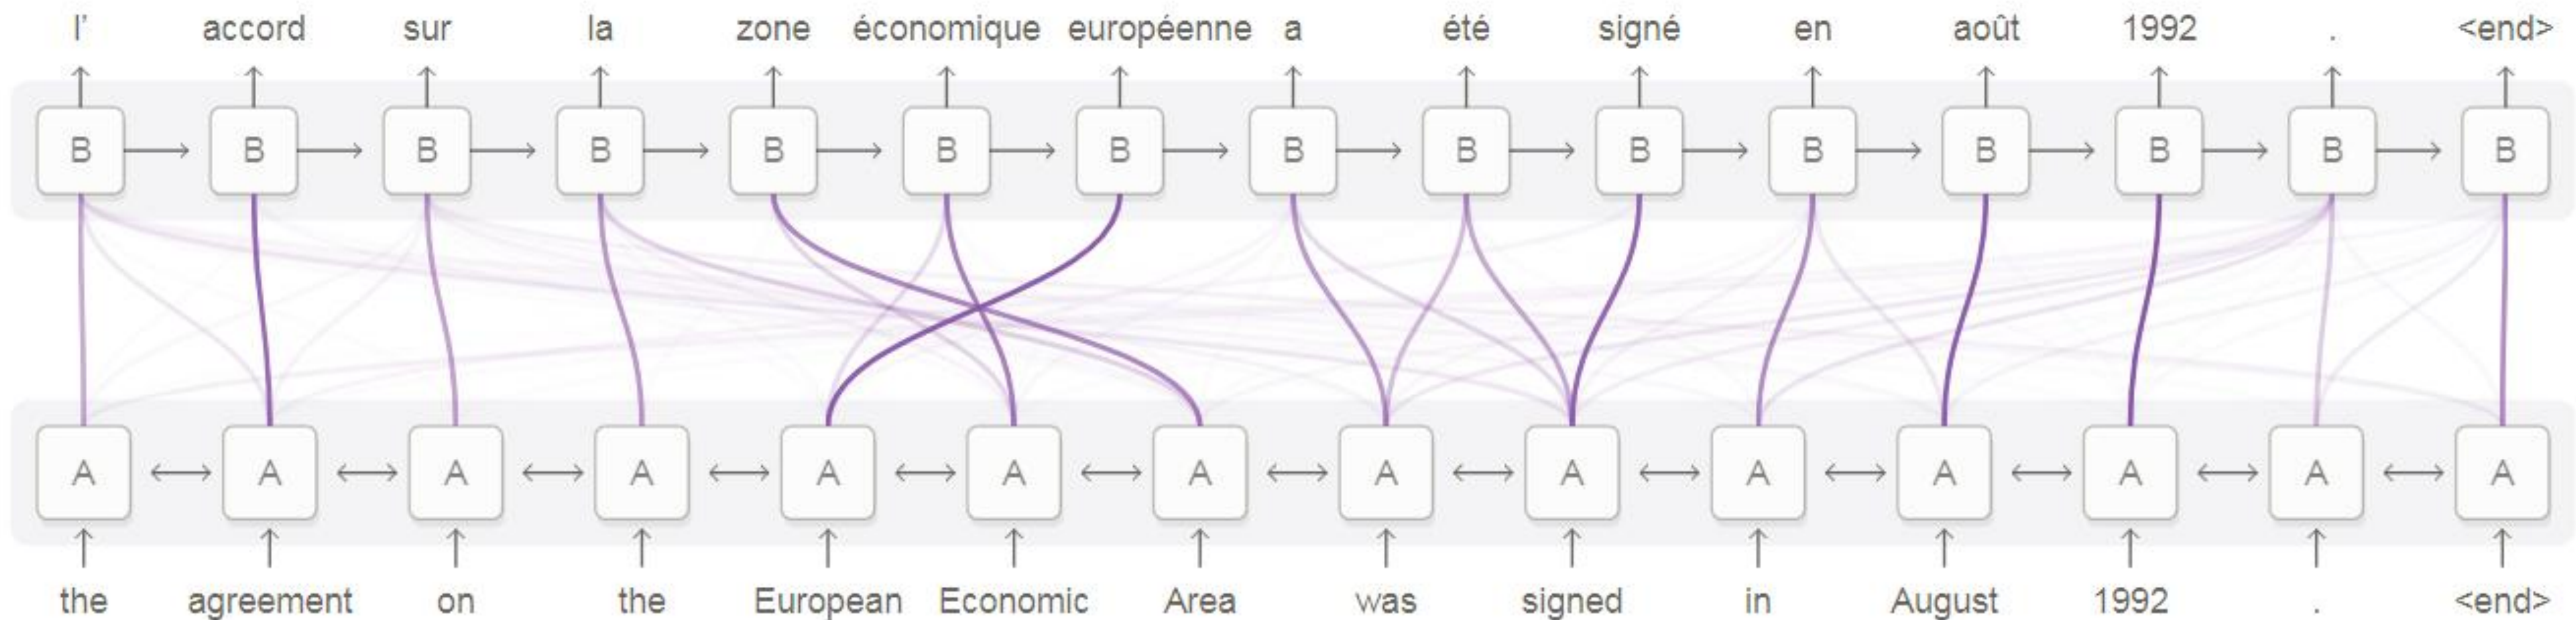 l’ accord sur la zone économique européenne a été signé en août 1992 . <end>
B B B B B B B B B B B B B B B
A A A A A A A A A A A A A A
the agreement on the European Economic Area was signed in August 1992 . <end>